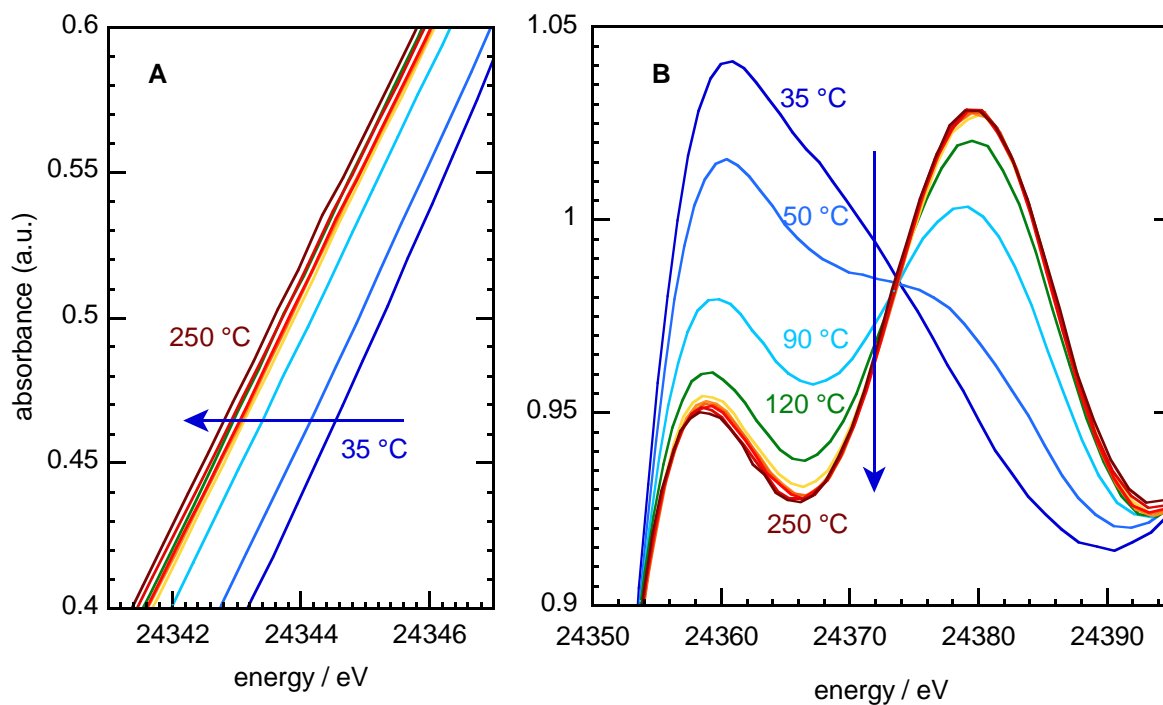 A
0.6
0.55
0.5
0.45
0.4
absorbance (a.u.)
250 °C
35 °C
24342
24344
24346
energy / eV
B
1.05
1
0.95
0.9
35 °C
50 °C
90 °C
120 °C
250 °C
24350
24360
24370
24380
24390
energy / eV